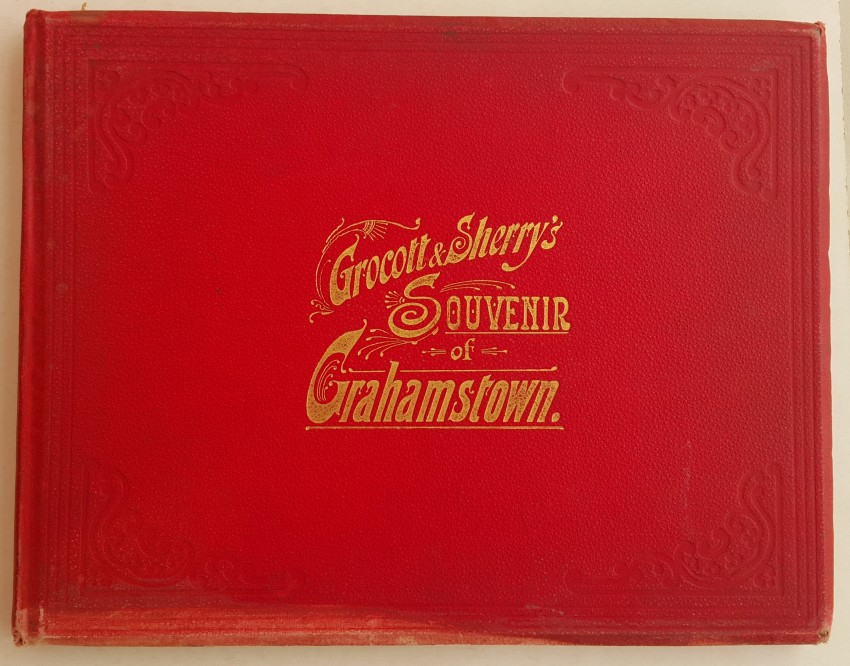 Grocott & Sherry's
Souvenir
of
Grahamstown.